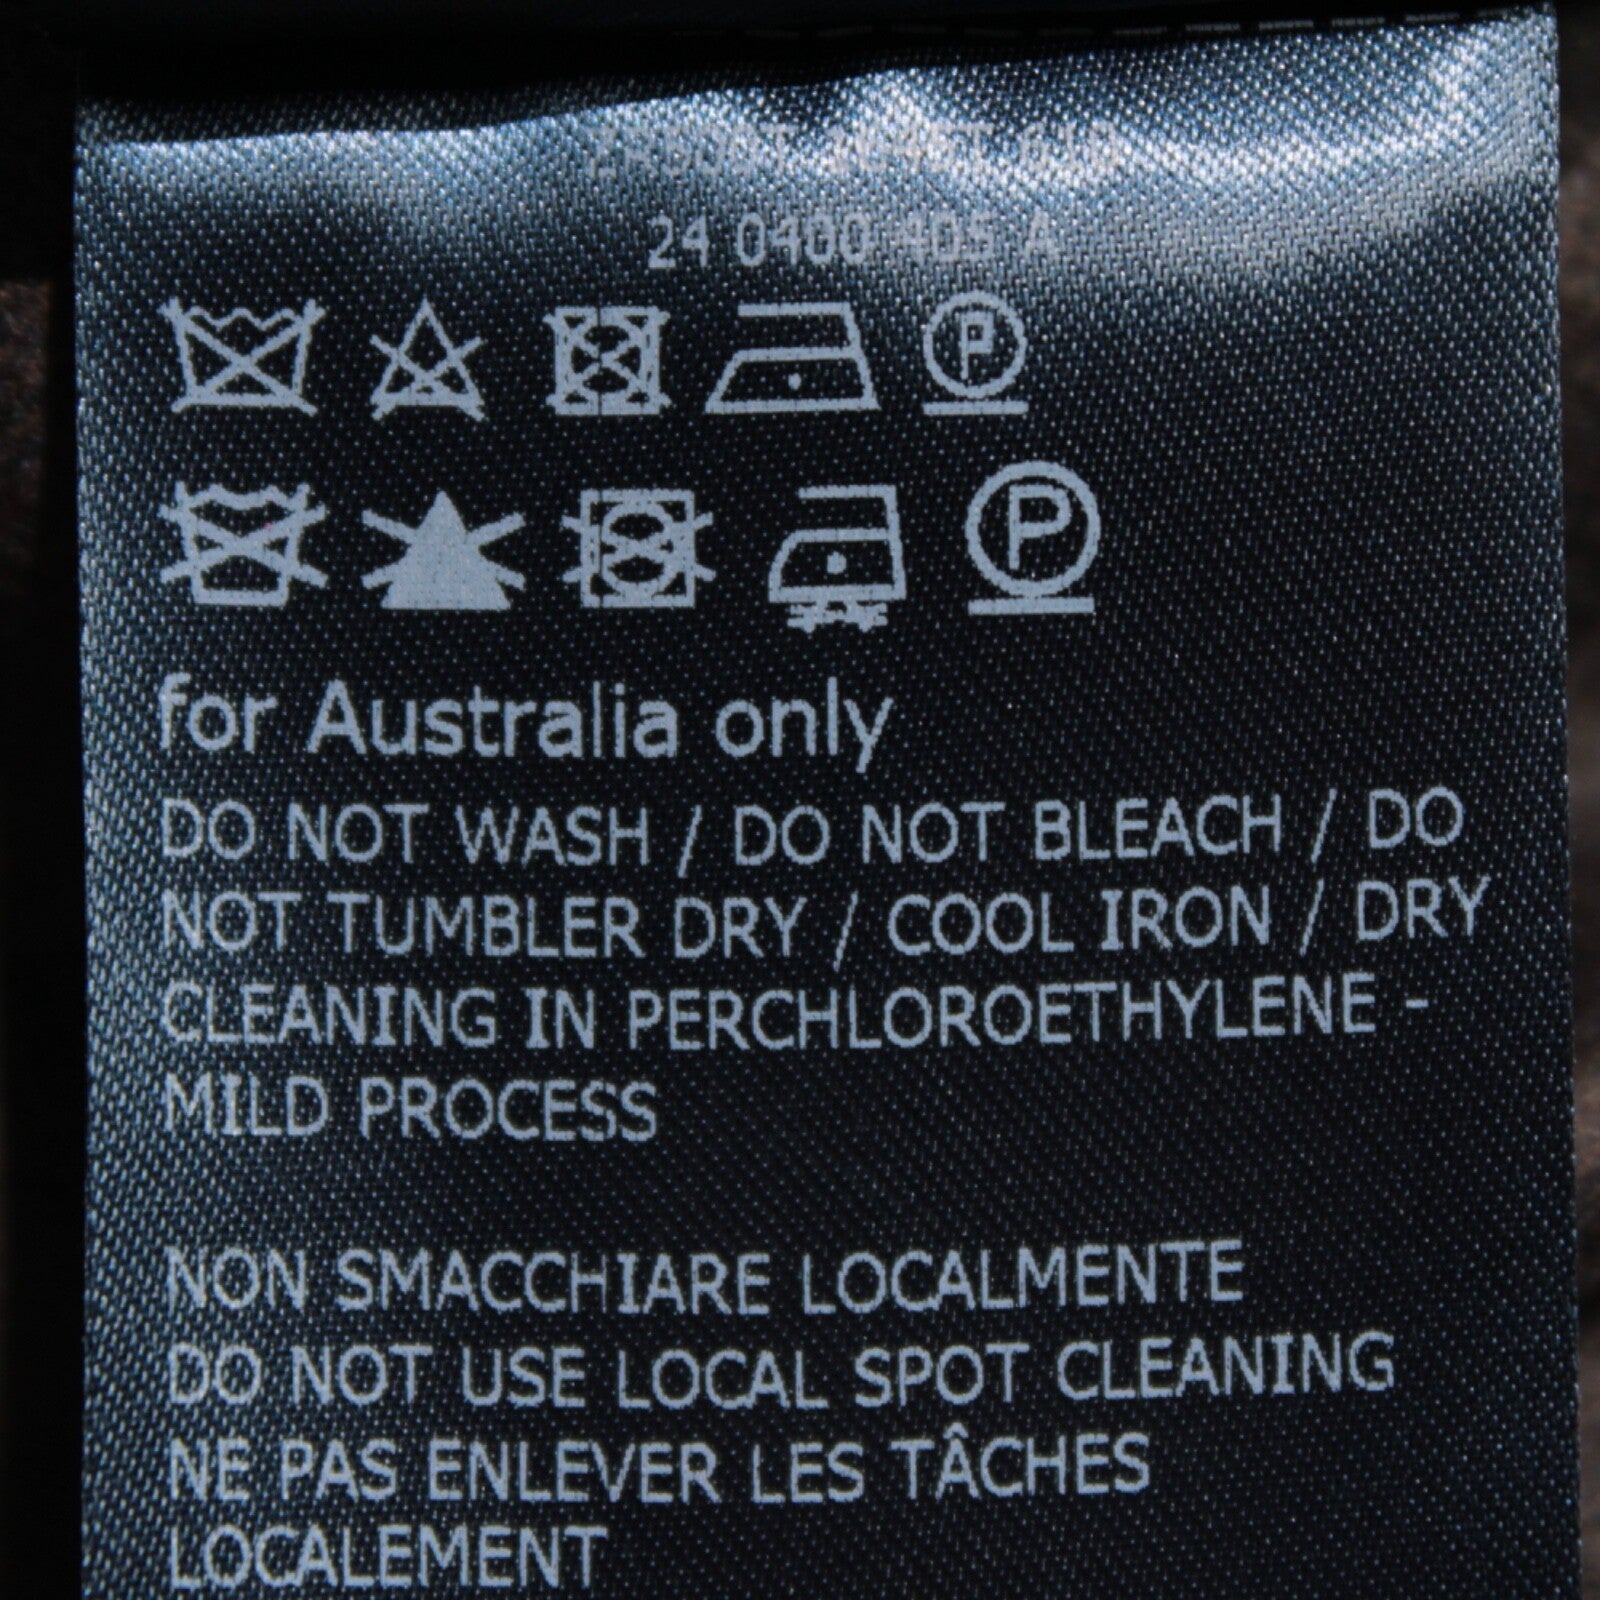 24 0400 405 A
P
P
for Australia only
DO NOT WASH / DO NOT BLEACH / DO
NOT TUMBLER DRY / COOL IRON / DRY
CLEANING IN PERCHLOROETHYLENE -
MILD PROCESS
NON SMACCHIARE LOCALMENTE
DO NOT USE LOCAL SPOT CLEANING
NE PAS ENLEVER LES TÂCHES
LOCALEMENT